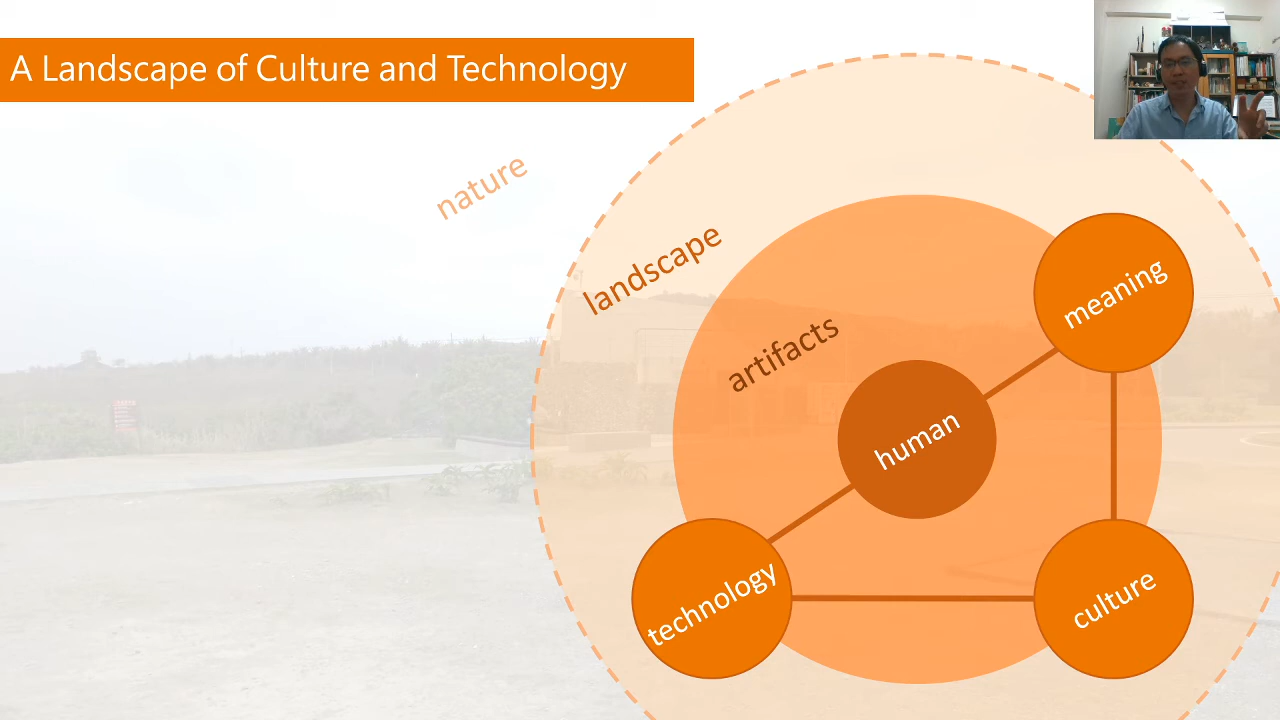 A Landscape of Culture and Technology
nature
landscape
artifacts
meaning
human
technology
culture